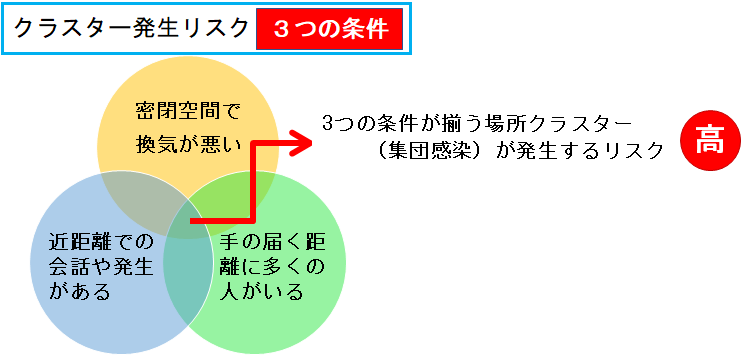 クラスター発生リスク 3つの条件
密閉空間で
換気が悪い
3つの条件が揃う場所クラスター
（集団感染）が発生するリスク
高
近距離での
会話や発生
がある
手の届く距
離に多くの
人がいる